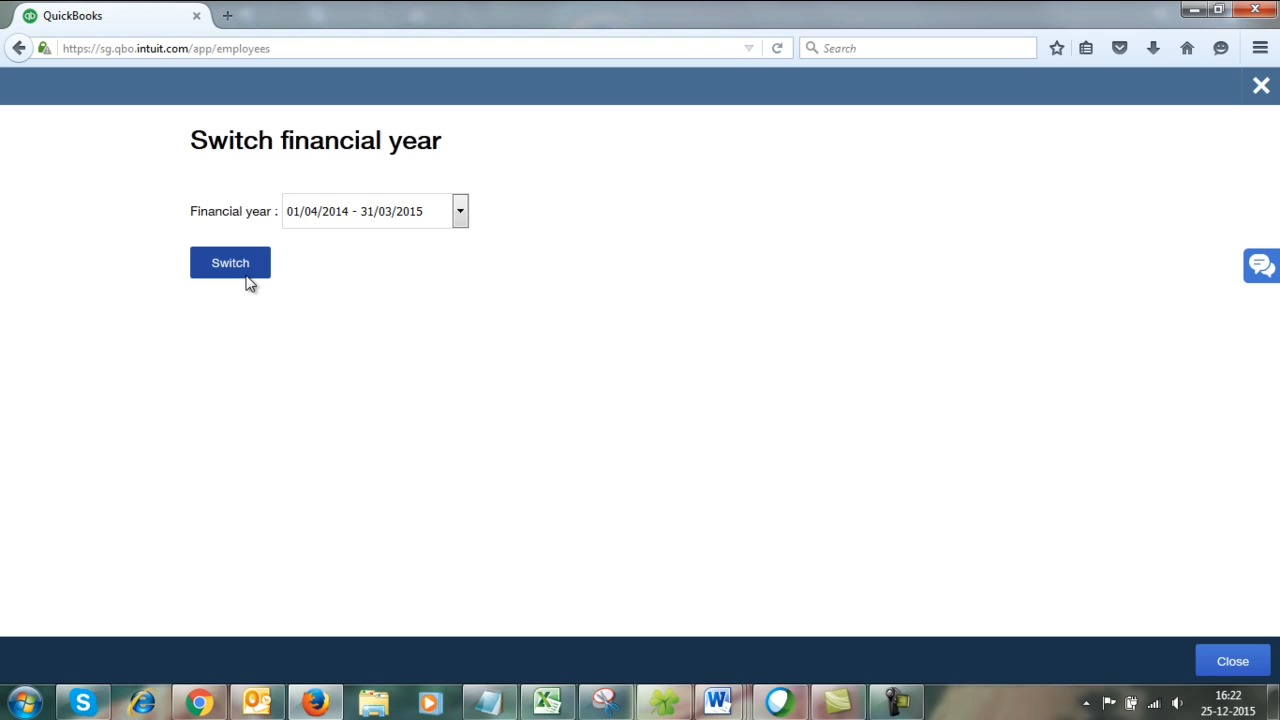 QuickBooks
https://sg.qbo.intuit.com/app/employees
Search
Switch financial year
Financial year : 01/04/2014 - 31/03/2015
Switch
Close
16:22
25-12-2015